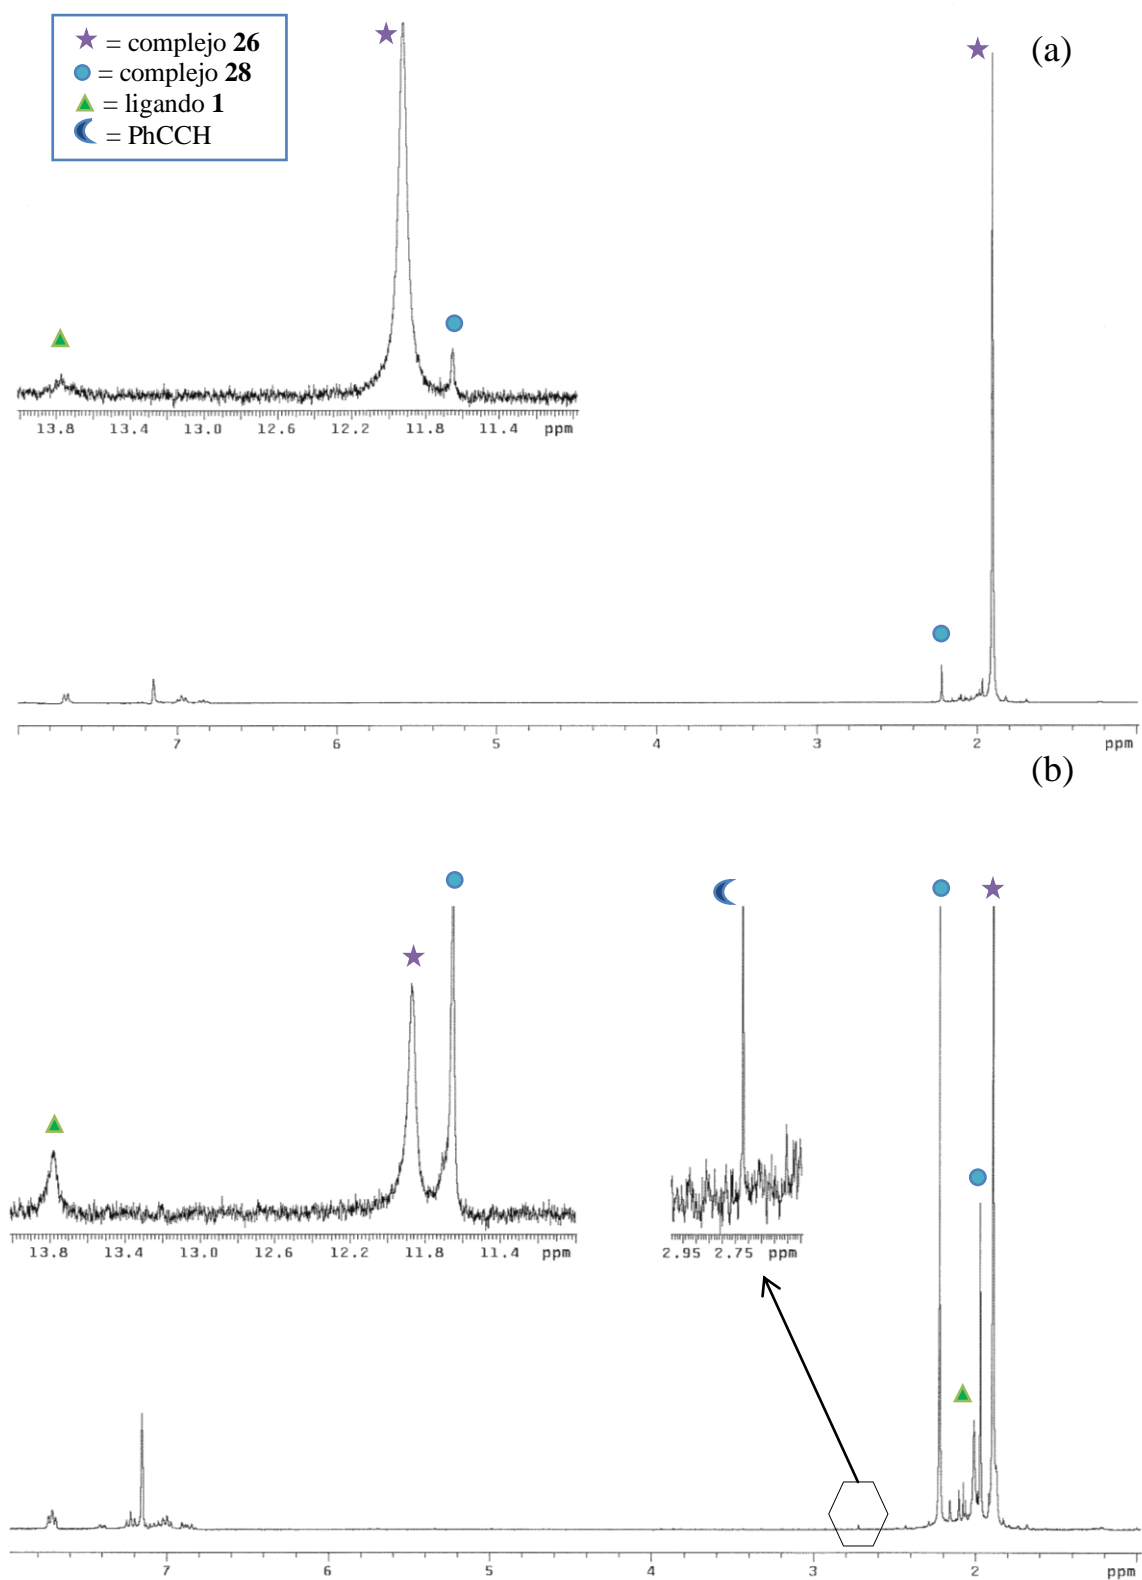 = complejo 26
= complejo 28
= ligando 1
= PhCCH
(a)
13.8 13.4 13.0 12.6 12.2 11.8 11.4 ppm
7 6 5 4 3 2 ppm
(b)
13.8 13.4 13.0 12.6 12.2 11.8 11.4 ppm
2.95 2.75 ppm
7 6 5 4 3 2 ppm